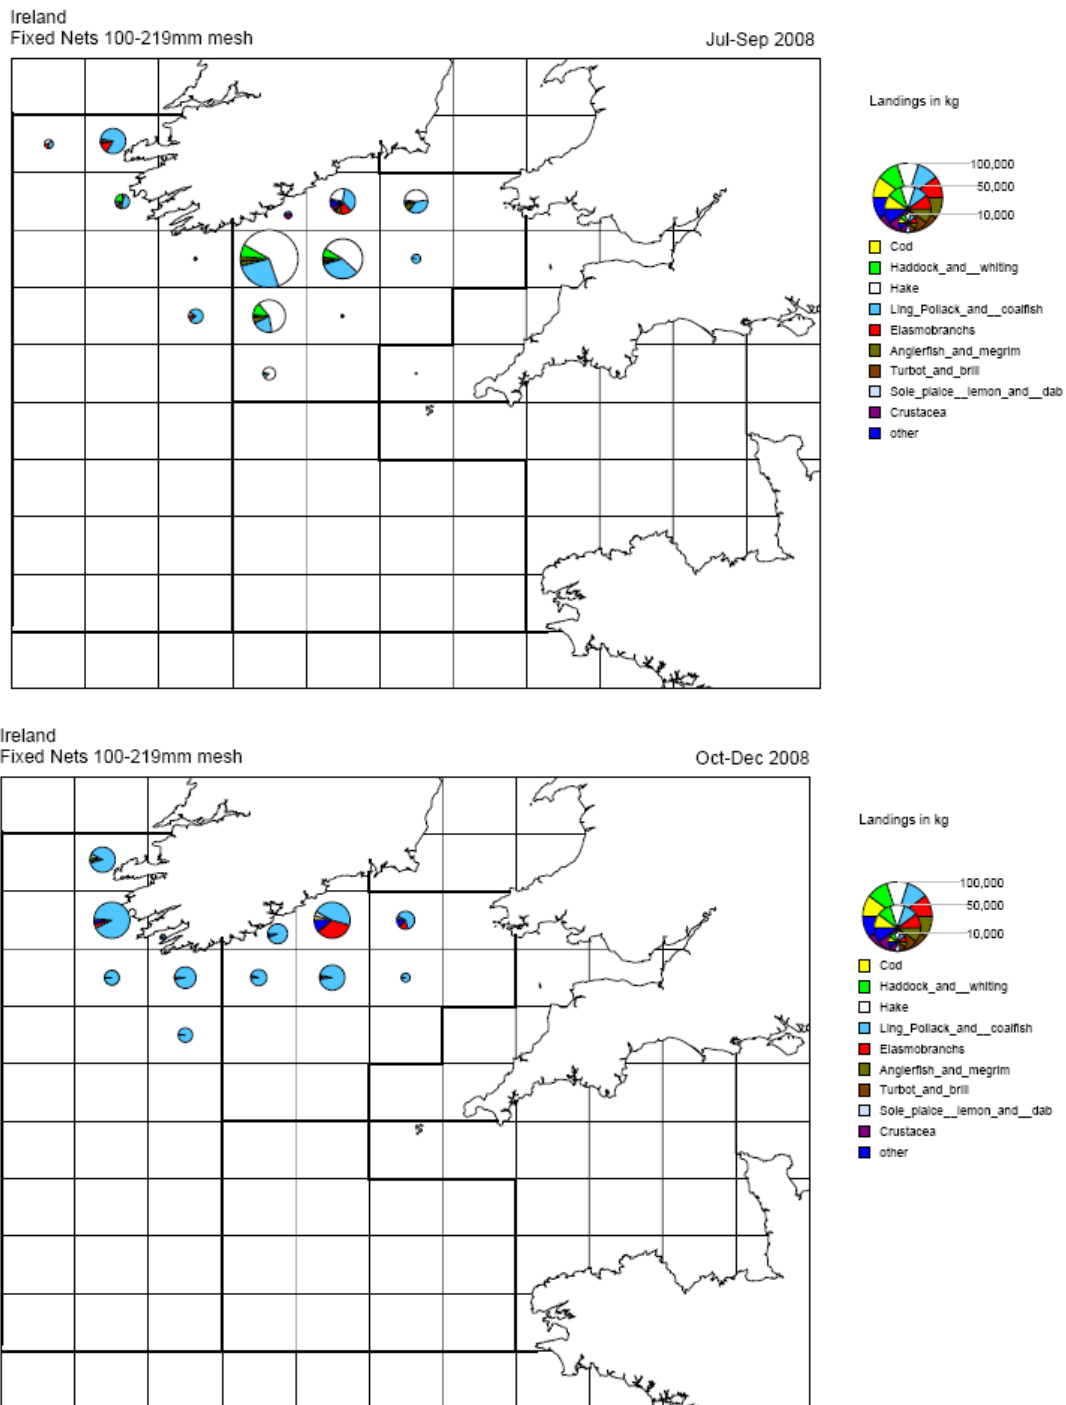 Ireland
Fixed Nets 100-219mm mesh
Jul-Sep 2008
Landings in kg
100,000
50,000
10,000
Cod
Haddock_and__whiting
Hake
Ling_Pollack_and__coalfish
Elasmobranchs
Anglerfish_and_megrim
Turbot_and_brill
Sole_plaice__lemon_and__dab
Crustacea
other
Ireland
Fixed Nets 100-219mm mesh
Oct-Dec 2008
Landings in kg
100,000
50,000
10,000
Cod
Haddock_and__whiting
Hake
Ling_Pollack_and__coalfish
Elasmobranchs
Anglerfish_and_megrim
Turbot_and_brill
Sole_plaice__lemon_and__dab
Crustacea
other